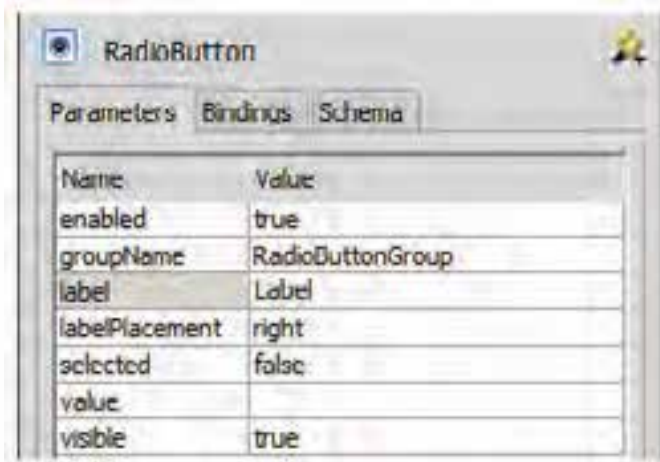 RadioButton
Parameters Bindings Schema
Name Value
enabled true
groupName RadioButtonGroup
label Label
labelPlacement right
selected false
value
visible true